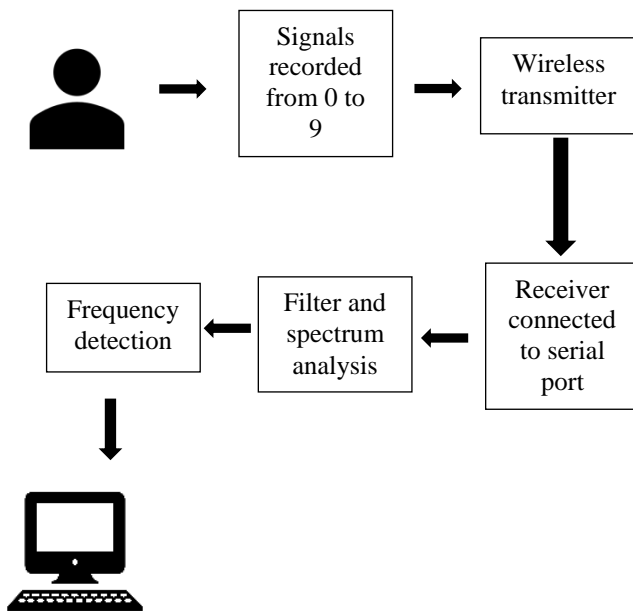 Signals
recorded
from 0 to
9
Wireless
transmitter
Receiver
connected
to serial
port
Filter and
spectrum
analysis
Frequency
detection